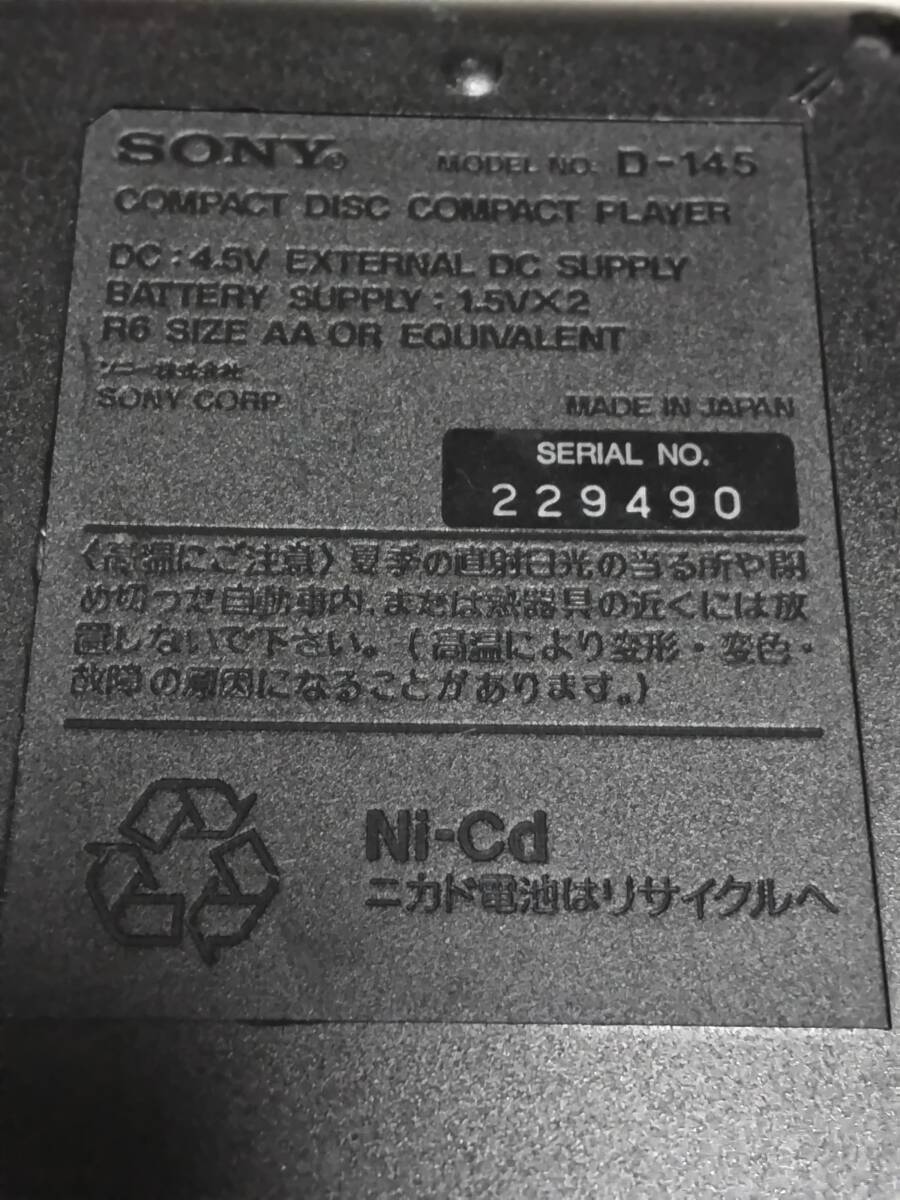 SONY®
MODEL NO. D-145
COMPACT DISC COMPACT PLAYER
DC : 4.5V EXTERNAL DC SUPPLY
BATTERY SUPPLY : 1.5VX2
R6 SIZE AA OR EQUIVALENT
ソニー株式会社
SONY CORP
MADE IN JAPAN
SERIAL NO.
229490
〈高温にご注意〉夏季の直射日光の当る所や閉
め切った自動車内、または熱器具の近くには放
置しないで下さい。(高温により変形・変色・
故障の原因になることがあります。)
Ni-Cd
ニカド電池はリサイクルへ